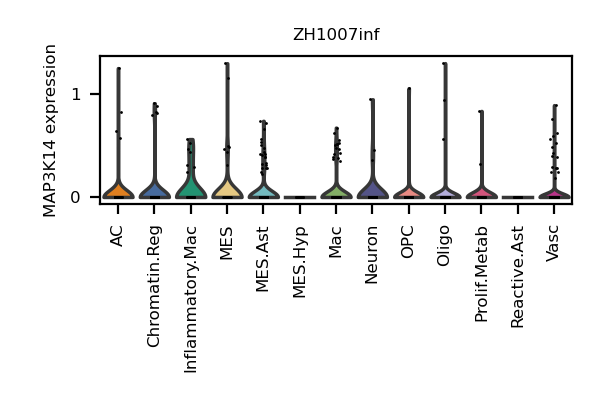 ZH1007inf
MAP3K14 expression
1
0
AC
Chromatin.Reg
Inflammatory.Mac
MES
MES.Ast
MES.Hyp
Mac
Neuron
OPC
Oligo
Prolif.Metab
Reactive.Ast
Vasc